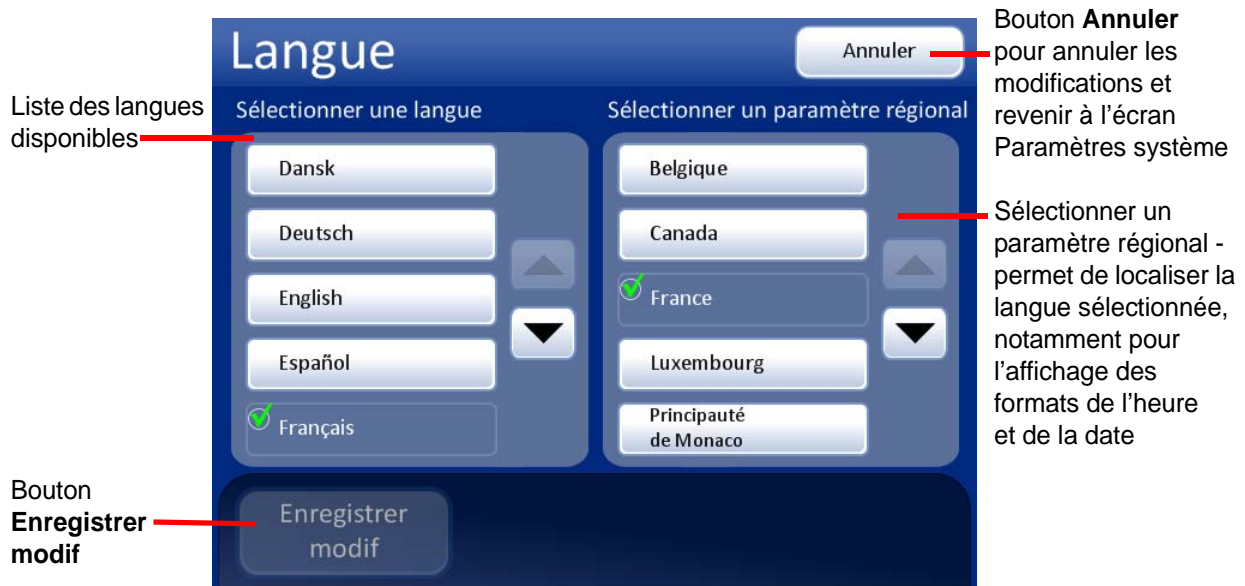 Liste des langues
disponibles
Langue
Annuler
Sélectionner une langue
Dansk
Deutsch
English
Español
Français
Sélectionner un paramètre régional
Belgique
Canada
France
Luxembourg
Principauté
de Monaco
Enregistrer
modif
Bouton
Enregistrer
modif
Bouton Annuler
pour annuler les
modifications et
revenir à l’écran
Paramètres système
Sélectionner un
paramètre régional -
permet de localiser la
langue sélectionnée,
notamment pour
l’affichage des
formats de l’heure
et de la date